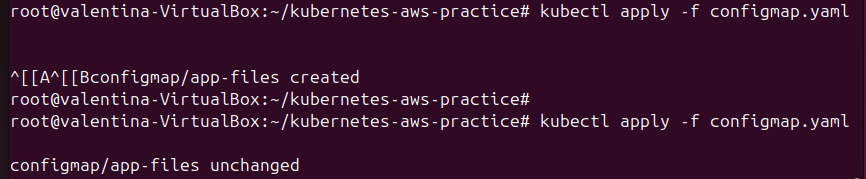 root@valentina-VirtualBox:~/kubernetes-aws-practice# kubectl apply -f configmap.yaml
^[[A^[[Bconfigmap/app-files created
root@valentina-VirtualBox:~/kubernetes-aws-practice#
root@valentina-VirtualBox:~/kubernetes-aws-practice# kubectl apply -f configmap.yaml
configmap/app-files unchanged